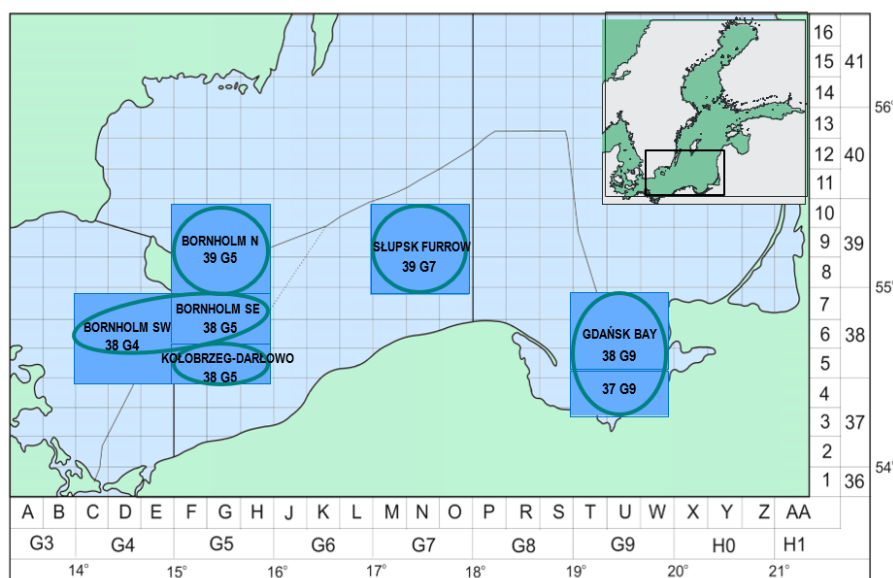 16
15
41
14
56°
13
12
40
11
10
BORNHOLM N
39 G5
SŁUPSK FURROW
39 G7
9
39
8
55°
7
BORNHOLM SE
38 G5
BORNHOLM SW
38 G4
GDAŃSK BAY
38 G9
6
38
KOŁOBRZEG-DARŁOWO
38 G5
5
37 G9
4
3
37
2
54°
1
36
A B C D E F G H J K L M N O P R S T U W X Y Z AA
G3 G4 G5 G6 G7 G8 G9 H0 H1
14° 15° 16° 17° 18° 19° 20° 21°